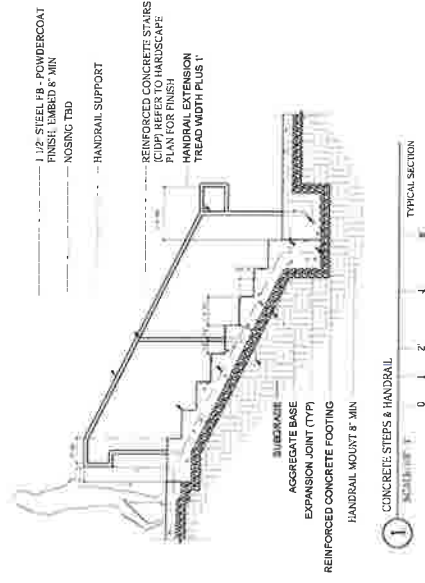 1 1/2" STEEL FB - POWDERCOAT
FINISH, EMBED 8" MIN
NOSING TBD
HANDRAIL SUPPORT
REINFORCED CONCRETE STAIRS
(CIDP) REFER TO HARDSCAPE
PLAN FOR FINISH
HANDRAIL EXTENSION
TREAD WIDTH PLUS 1'
SUBGRADE
AGGREGATE BASE
EXPANSION JOINT (TYP)
REINFORCED CONCRETE FOOTING
HANDRAIL MOUNT 8" MIN
1
CONCRETE STEPS & HANDRAIL
TYPICAL SECTION
0 1 2' 4'